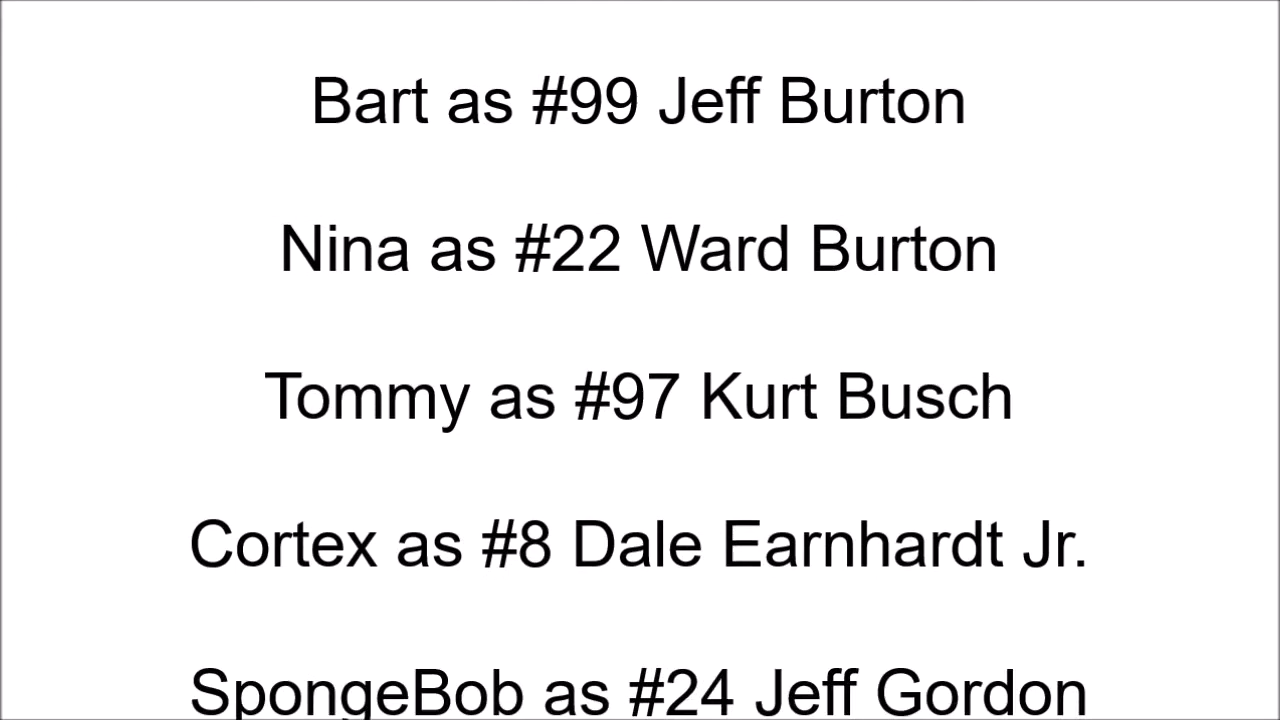 Bart as #99 Jeff Burton
Nina as #22 Ward Burton
Tommy as #97 Kurt Busch
Cortex as #8 Dale Earnhardt Jr.
SpongeBob as #24 Jeff Gordon